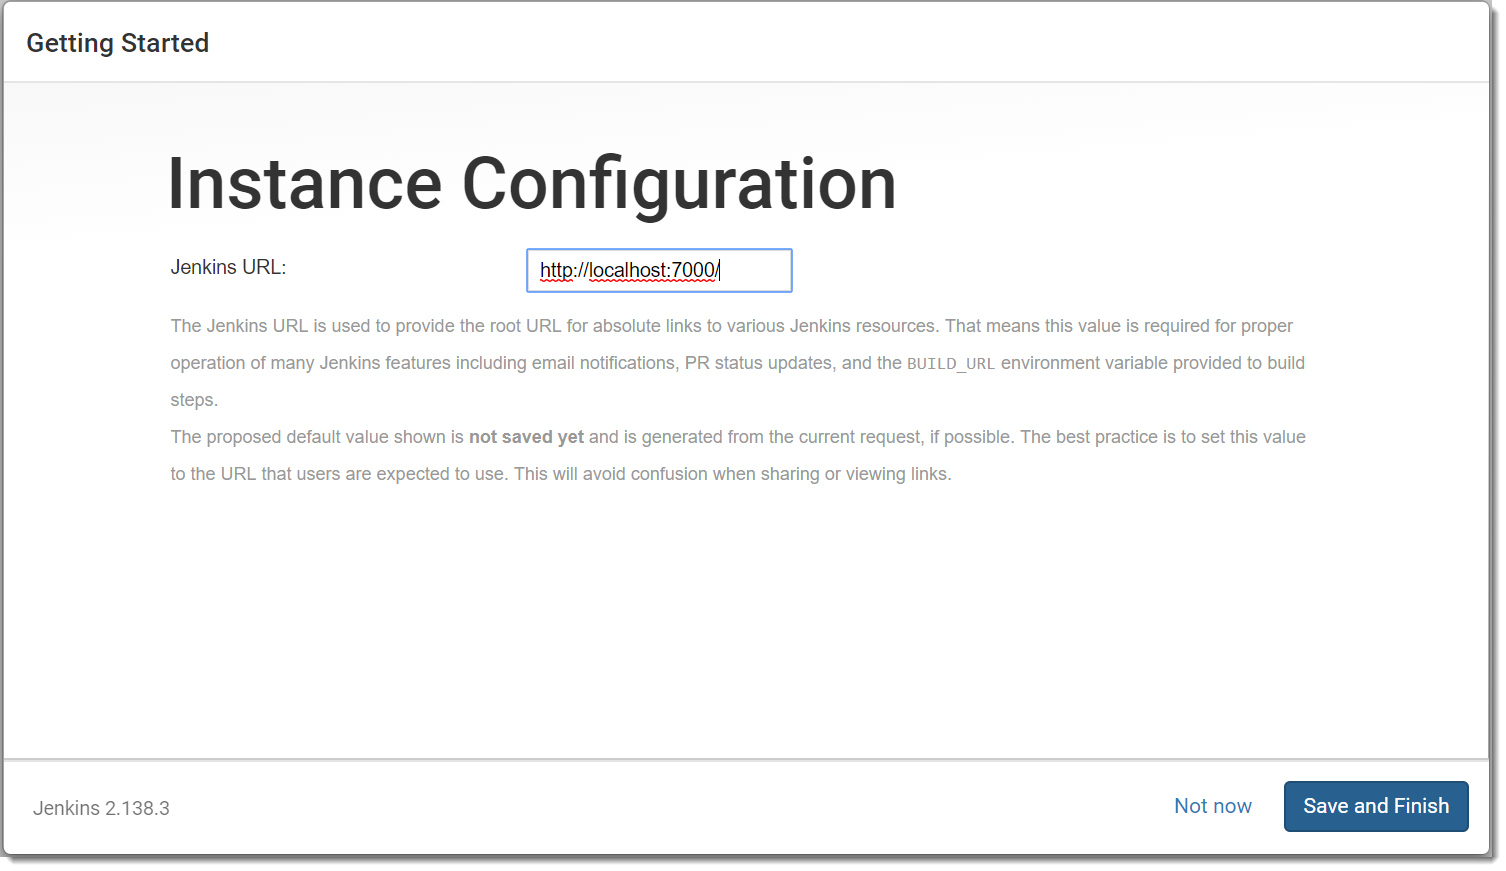 Getting Started
Instance Configuration
Jenkins URL:
http://localhost:7000/
The Jenkins URL is used to provide the root URL for absolute links to various Jenkins resources. That means this value is required for proper
operation of many Jenkins features including email notifications, PR status updates, and the BUILD_URL environment variable provided to build
steps.
The proposed default value shown is not saved yet and is generated from the current request, if possible. The best practice is to set this value
to the URL that users are expected to use. This will avoid confusion when sharing or viewing links.
Jenkins 2.138.3
Not now
Save and Finish